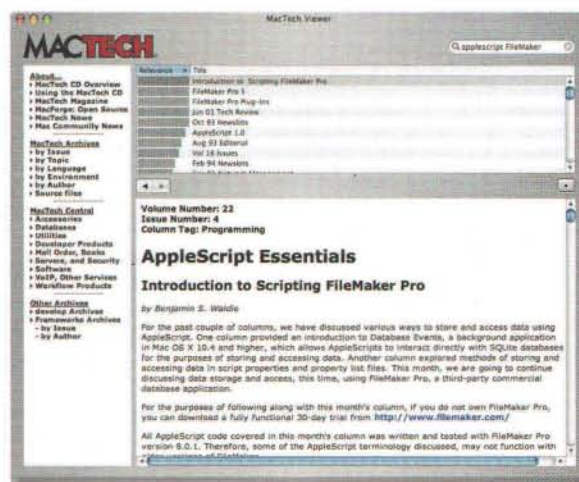 MacTech Viewer
MACTECH
applescript FileMaker
Relevance Title
Introduction to Scripting FileMaker Pro
FileMaker Pro 5
FileMaker Pro Plug-ins
Jun 01 Tech Review
Oct 93 Newsbits
AppleScript 1.0
Aug 93 Editorial
Vol 16 Issues
Feb 94 Newsbits
About...
MacTech CD Overview
Using the MacTech CD
MacTech Magazine
MacForge: Open Source
MacTech News
Mac Community News
MacTech Archives
by Issue
by Topic
by Language
by Environment
by Author
Source files
MacTech Central
Accessories
Databases
Utilities
Developer Products
Mail Order, Books
Servers, and Security
Software
VoIP, Other Services
Workflow Products
Other Archives
develop Archives
Frameworks Archives
- by Issue
- by Author
Volume Number: 22
Issue Number: 4
Column Tag: Programming
AppleScript Essentials
Introduction to Scripting FileMaker Pro
by Benjamin S. Waldie
For the past couple of columns, we have discussed various ways to store and access data using
AppleScript. One column provided an introduction to Database Events, a background application
in Mac OS X 10.4 and higher, which allows AppleScripts to interact directly with SQLite databases
for the purposes of storing and accessing data. Another column explored methods of storing and
accessing data in script properties and property list files. This month, we are going to continue
discussing data storage and access, this time, using FileMaker Pro, a third-party commercial
database application.
For the purposes of following along with this month's column, if you do not own FileMaker Pro,
you can download a fully functional 30-day trial from http://www.filemaker.com/
All AppleScript code covered in this month's column was written and tested with FileMaker Pro
version 8.0.1. Therefore, some of the AppleScript terminology discussed, may not function with